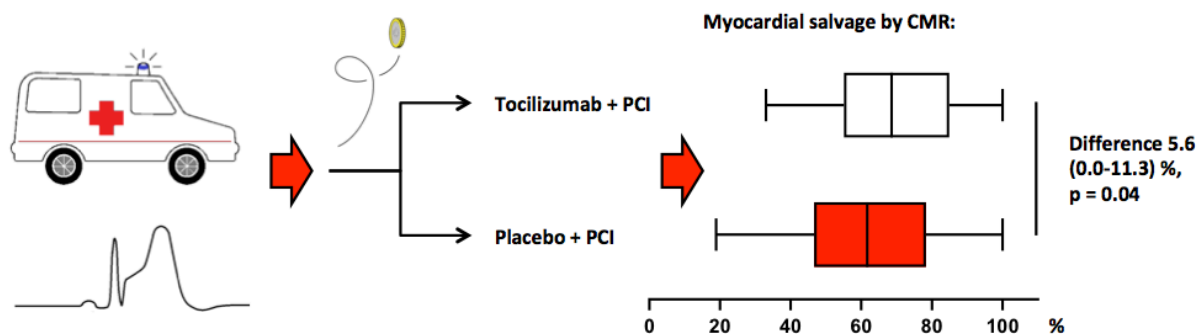 Myocardial salvage by CMR:
Tocilizumab + PCI
Difference 5.6
(0.0-11.3) %,
p = 0.04
Placebo + PCI
0 20 40 60 80 100 %